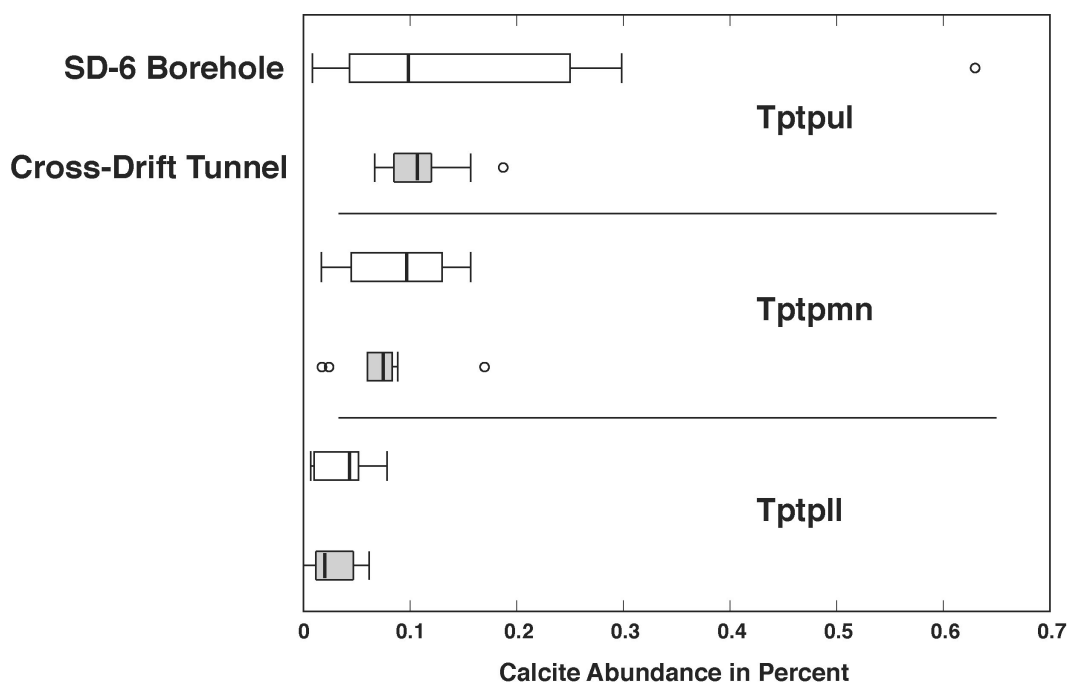 SD-6 Borehole
Tptpul
Cross-Drift Tunnel
Tptpmn
Tptpll
0 0.1 0.2 0.3 0.4 0.5 0.6 0.7
Calcite Abundance in Percent